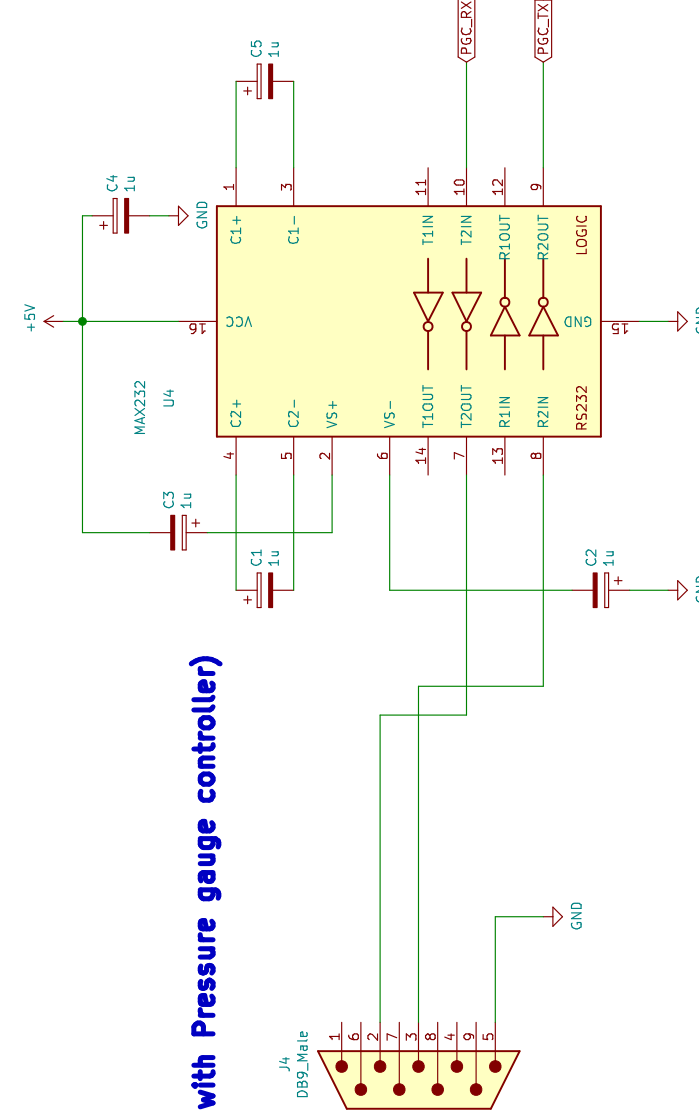 PGC_RX
PGC_TX
C5
1u
+
C4
1u
+
GND
1
3
11
10
12
9
C1+
C1-
T1IN
T2IN
R1OUT
R2OUT
LOGIC
+5V
16
VCC
GND
15
GND
MAX232
U4
C2+
C2-
VS+
VS-
T1OUT
T2OUT
R1IN
R2IN
RS232
4
5
2
6
14
7
13
8
C3
1u
+
C1
1u
+
C2
1u
+
GND
with Pressure gauge controller)
GND
J4
DB9_Male
1
6
2
7
3
8
4
9
5